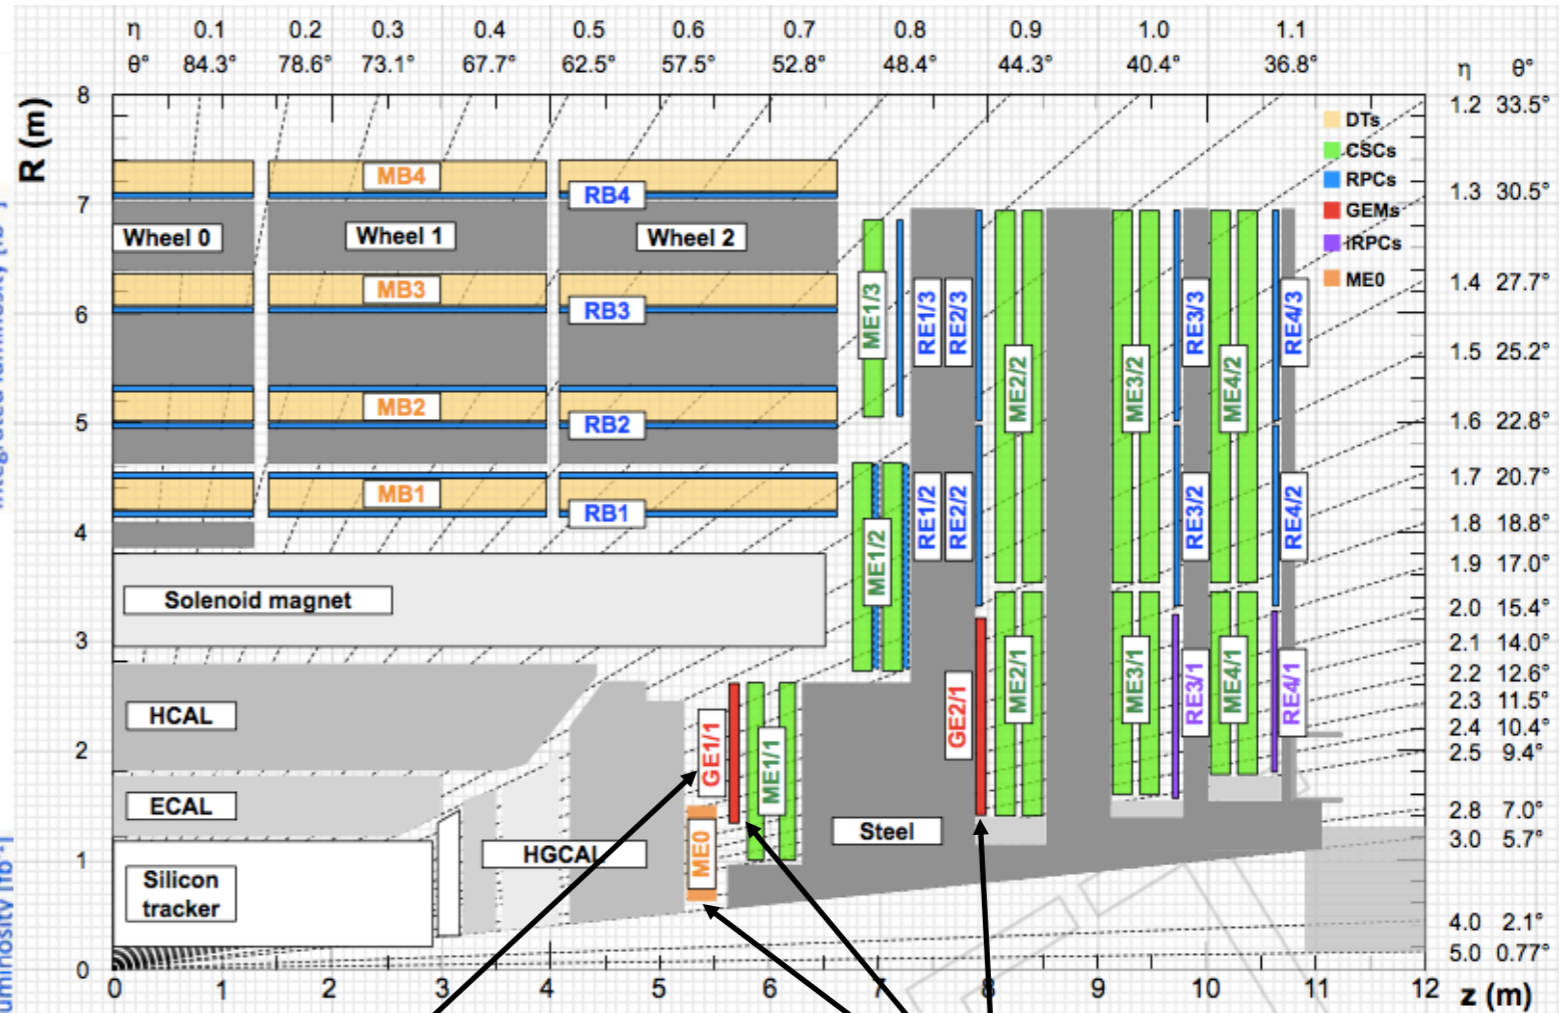 η 0.1 0.2 0.3 0.4 0.5 0.6 0.7 0.8 0.9 1.0 1.1
θ° 84.3° 78.6° 73.1° 67.7° 62.5° 57.5° 52.8° 48.4° 44.3° 40.4° 36.8° η θ°
R (m)
8
7
6
5
4
3
2
1
0
1.2 33.5°
1.3 30.5°
1.4 27.7°
1.5 25.2°
1.6 22.8°
1.7 20.7°
1.8 18.8°
1.9 17.0°
2.0 15.4°
2.1 14.0°
2.2 12.6°
2.3 11.5°
2.4 10.4°
2.5 9.4°
2.8 7.0°
3.0 5.7°
4.0 2.1°
5.0 0.77°
DTs
CSCs
RPCs
GEMs
iRPCs
ME0
MB4
RB4
Wheel 0
Wheel 1
Wheel 2
MB3
RB3
MB2
RB2
MB1
RB1
ME1/3
RE1/3
RE2/3
ME2/2
ME3/2
RE3/3
ME4/2
RE4/3
ME1/2
RE1/2
RE2/2
RE3/2
RE4/2
Solenoid magnet
HCAL
ECAL
Silicon
tracker
HGCAL
GE1/1
ME1/1
ME0
Steel
GE2/1
ME2/1
ME3/1
RE3/1
ME4/1
RE4/1
0 1 2 3 4 5 6 7 8 9 10 11 12
z (m)